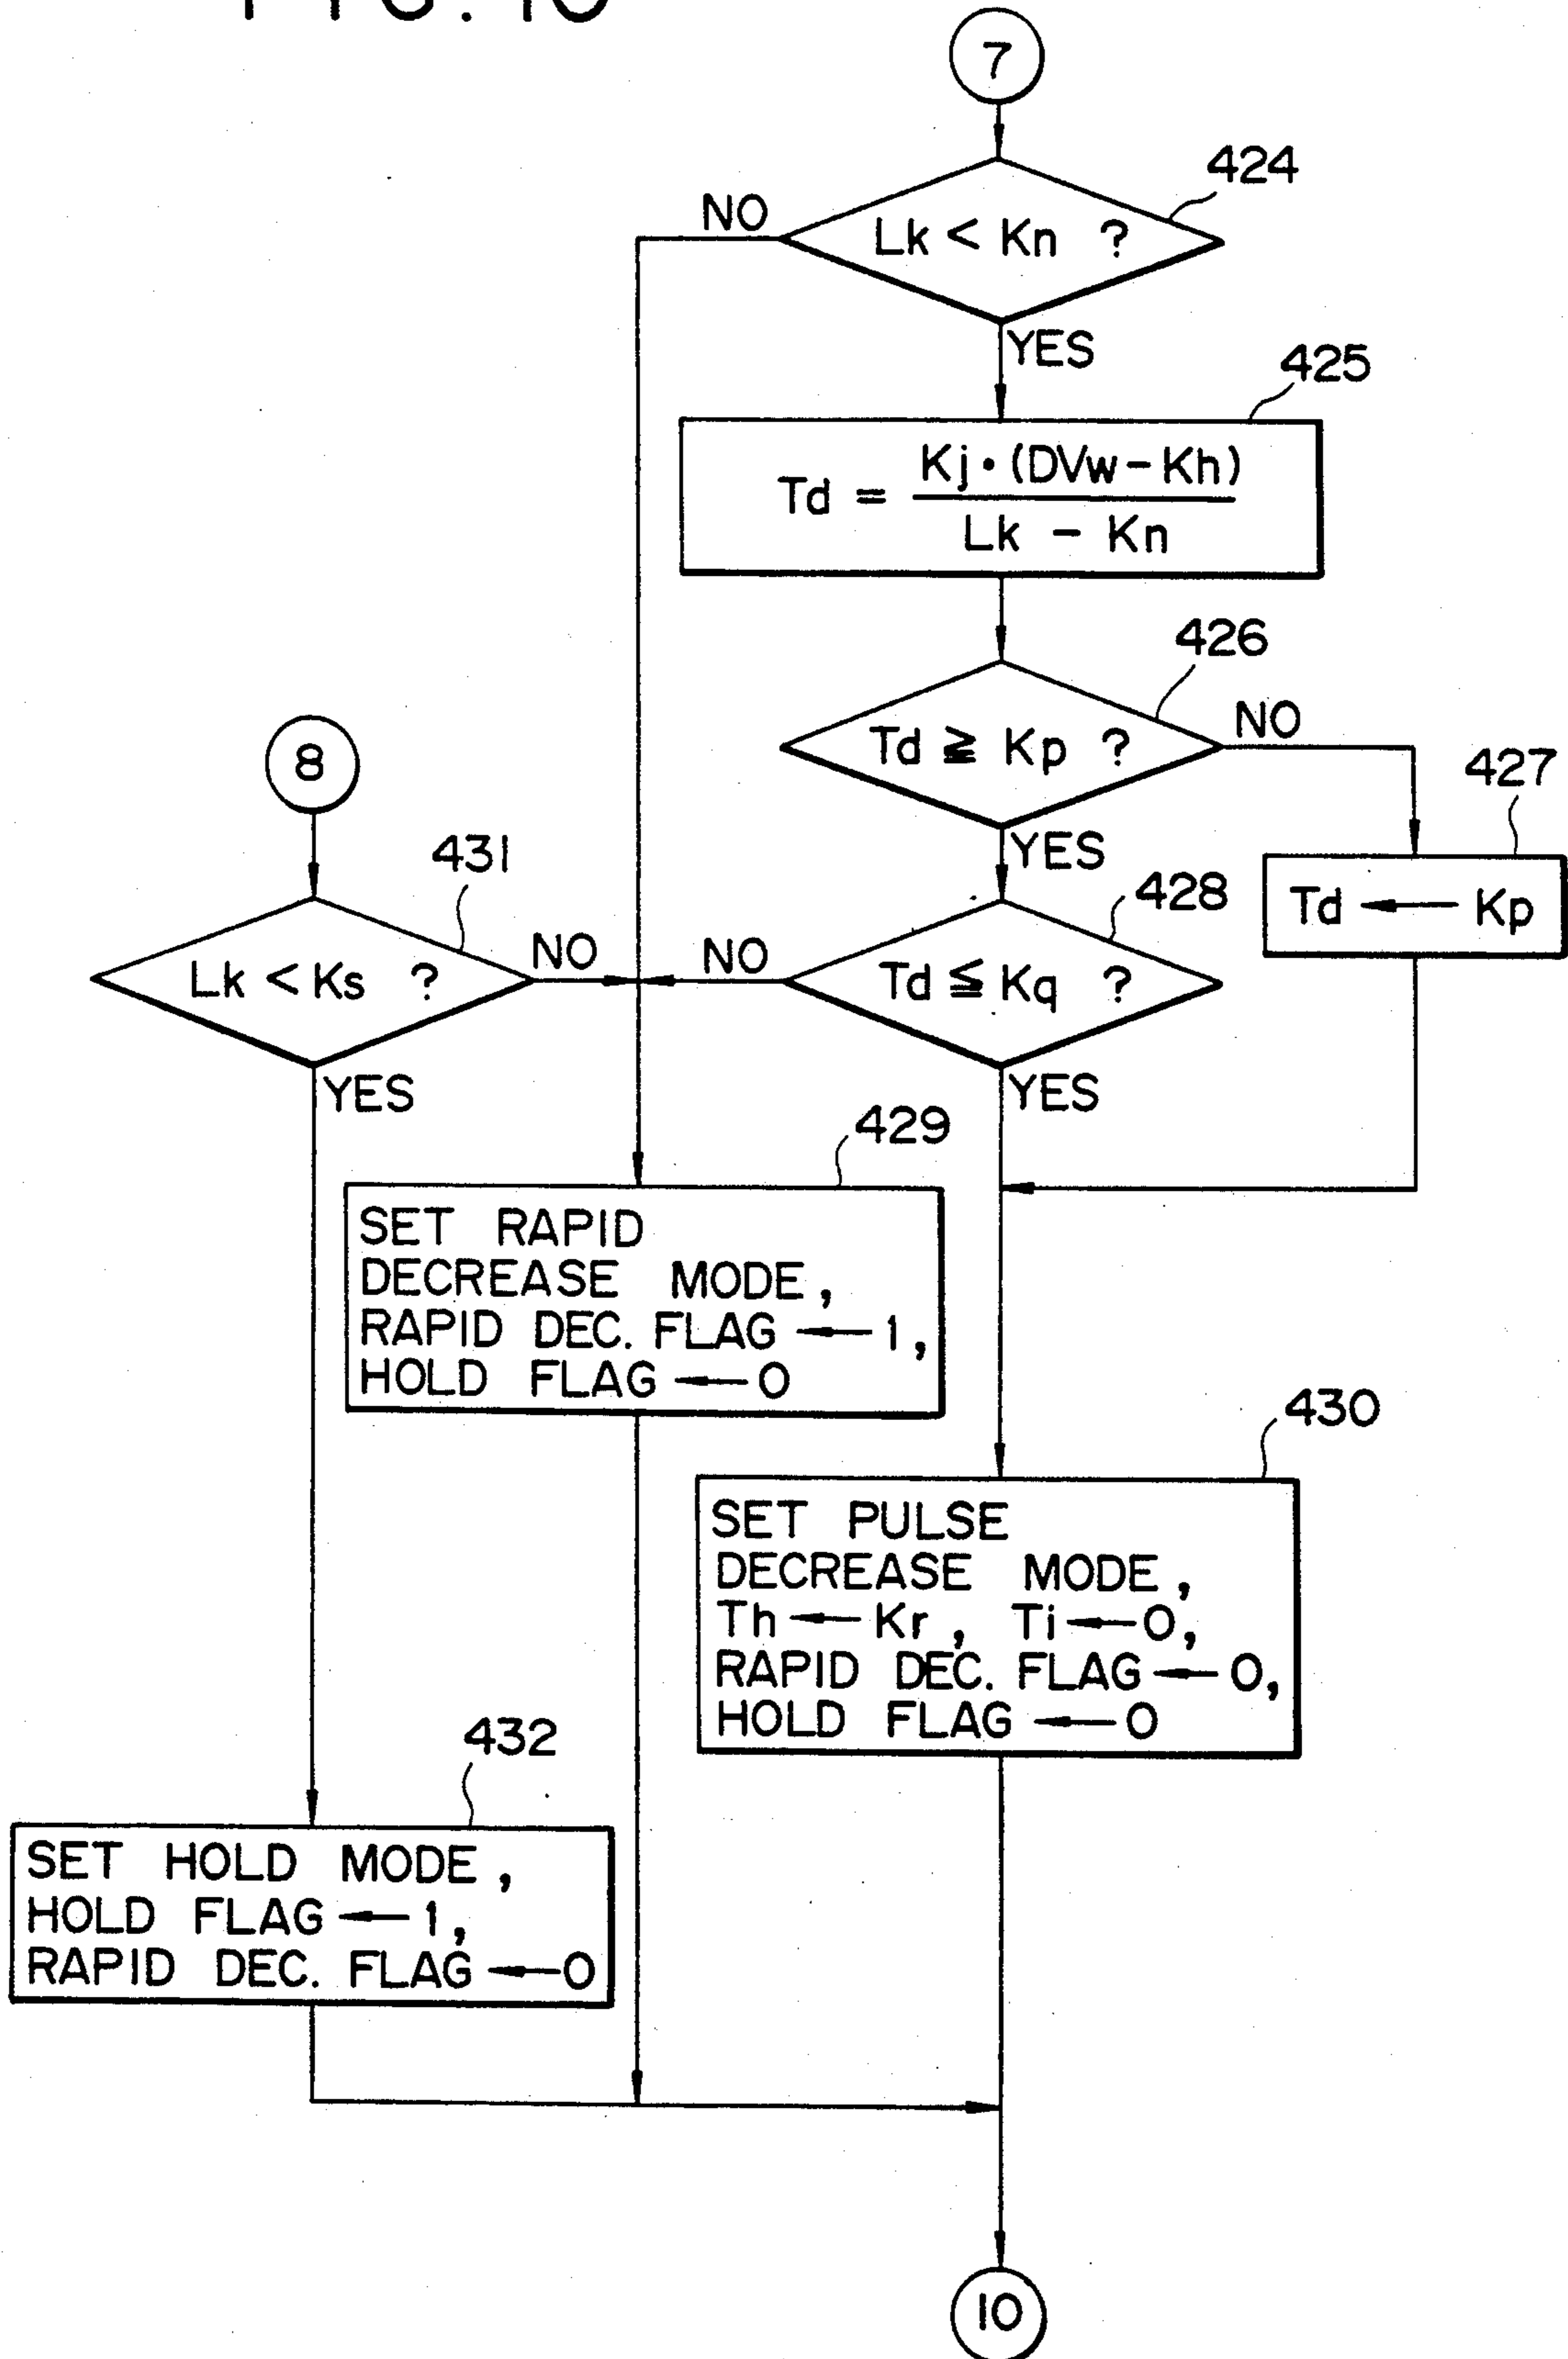 7
424
NO
Lk < Kn ?
YES
425
Td = Kj·(DVw-Kh)
Lk - Kn
426
Td ≧ Kp ?
NO
427
YES
Td ← Kp
8
431
428
Lk < Ks ?
NO
NO
Td ≦ Kq ?
YES
YES
429
SET RAPID
DECREASE MODE,
RAPID DEC. FLAG ← 1,
HOLD FLAG ← 0
430
SET PULSE
DECREASE MODE,
Th ← Kr, Ti ← 0,
RAPID DEC. FLAG ← 0,
HOLD FLAG ← 0
432
SET HOLD MODE,
HOLD FLAG ← 1,
RAPID DEC. FLAG ← 0
10